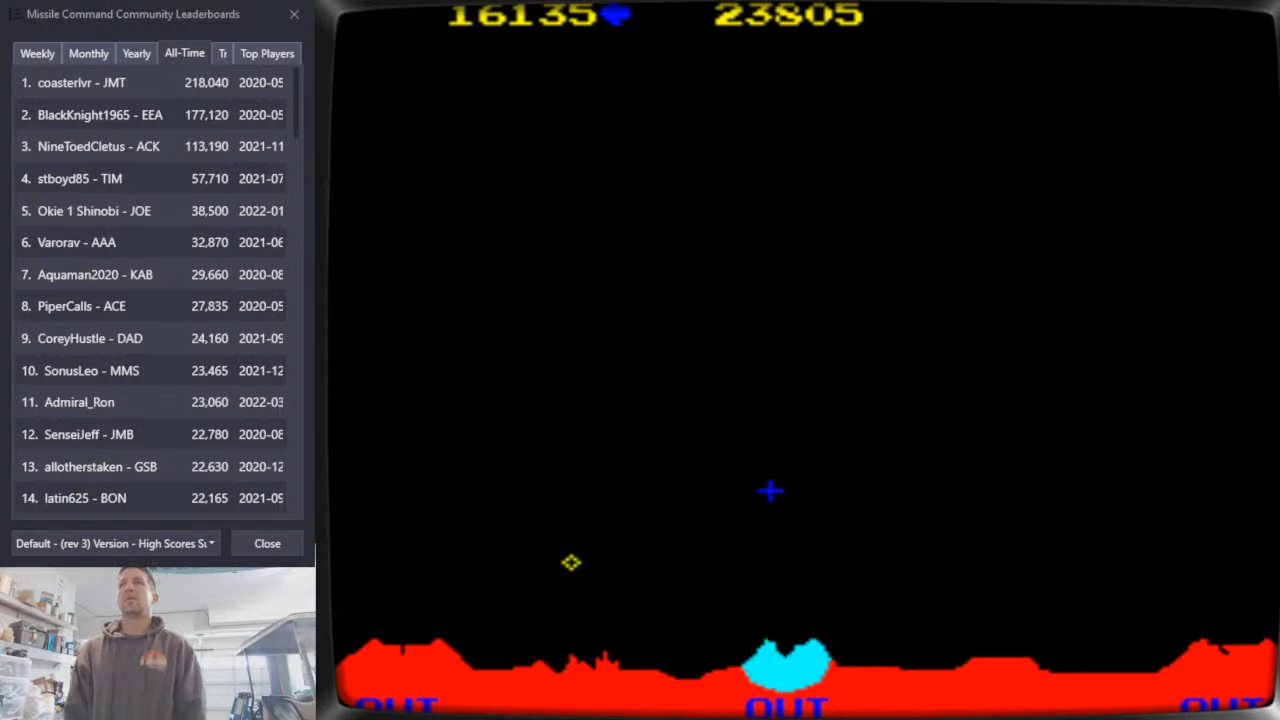 Missile Command Community Leaderboards
Weekly Monthly Yearly All-Time Tr Top Players
1. coasterlvr - JMT 218,040 2020-05
2. BlackKnight1965 - EEA 177,120 2020-05
3. NineToedCletus - ACK 113,190 2021-11
4. stboyd85 - TIM 57,710 2021-07
5. Okie 1 Shinobi - JOE 38,500 2022-01
6. Varorav - AAA 32,870 2021-06
7. Aquaman2020 - KAB 29,660 2020-08
8. PiperCalls - ACE 27,835 2020-05
9. CoreyHustle - DAD 24,160 2021-09
10. SonusLeo - MMS 23,465 2021-12
11. Admiral_Ron 23,060 2022-03
12. SenseiJeff - JMB 22,780 2020-08
13. allotherstaken - GSB 22,630 2020-12
14. latinc5 - BON 22,165 2021-09
Default - (rev 3) Version - High Scores Su Close
16135 23805
OUT OUT OUT